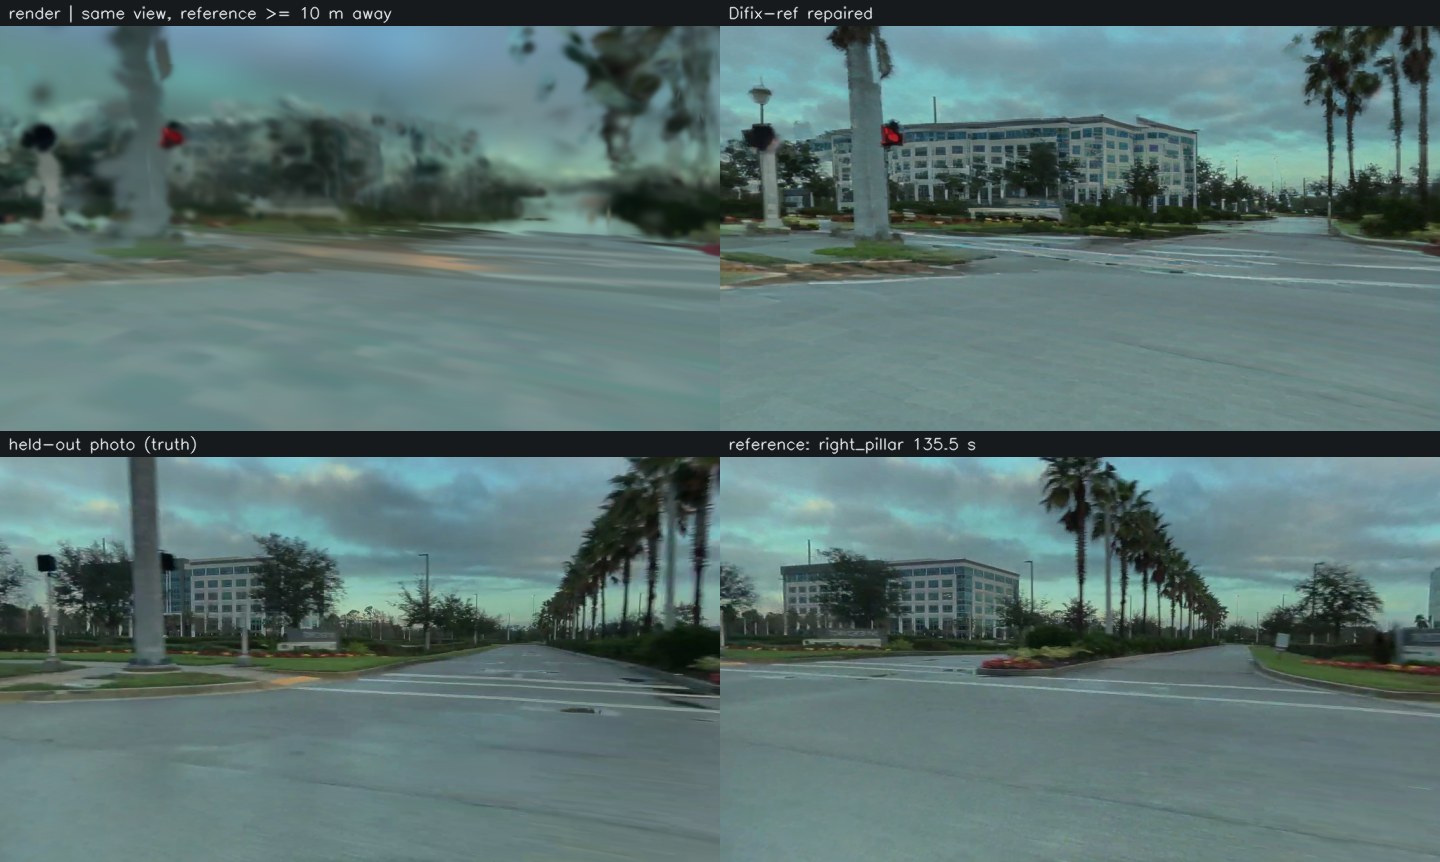 render | same view, reference >= 10 m away
Difix-ref repaired
held-out photo (truth)
reference: right_pillar 135.5 s